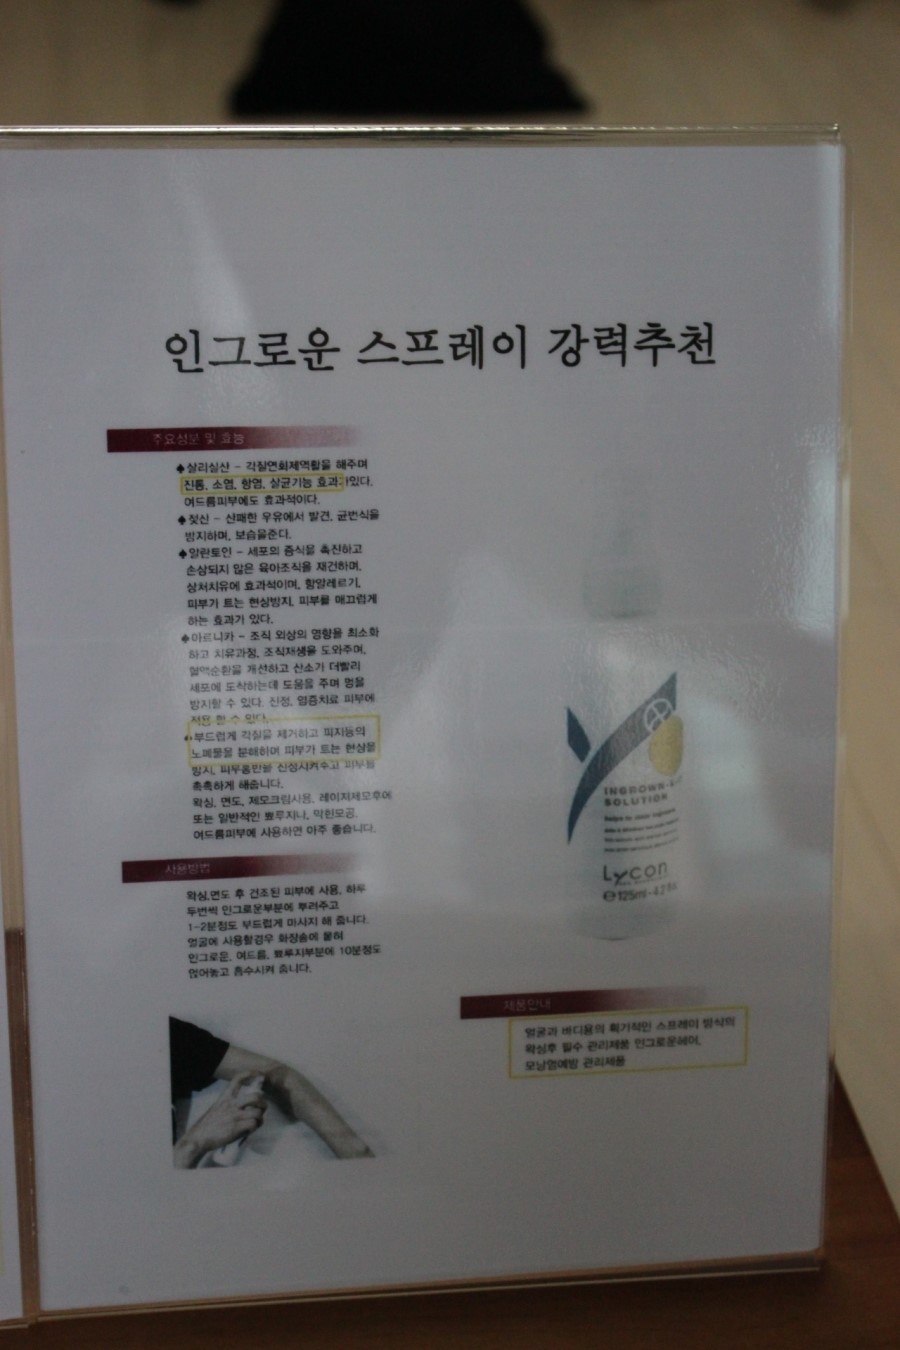 인그로운 스프레이 강력추천
주요성분 및 효능
♠살리실산 - 각질연화제역활을 해주며
진통, 소염, 항염, 살균기능 효과가있다.
여드름피부에도 효과적이다.
♠젖신 - 산패한 우유에서 발견, 균번식을
방지하며, 보습을준다.
♠알란토인 - 세포의 증식을 촉진하고
손상되지 않은 육아조직을 재건하며,
상처치유에 효과적이며, 항알레르기,
피부가 트는 현상방지, 피부를 매끄럽게
하는 효과가 있다.
♠아르니카 - 조직 외상의 영향을 최소화
하고 치유과정, 조직재생을 도와주며,
혈액순환을 개선하고 산소가 더빨리
세포에 도착하는데 도움을 주며 멍을
방지할 수 있다. 진정, 염증치료 피부에
적용 할 수 있다.
♠부드럽게 각질을 제거하고 피지등의
노폐물을 분해하며 피부가 트는 현상을
방지, 피부홍반을 진정시켜주고 피부를
촉촉하게 해줍니다.
왁싱, 면도, 제모크림사용, 레이저제모후에
또는 일반적인 뾰루지나, 막힌모공,
여드름피부에 사용하면 아주 좋습니다.
사용방법
왁싱,면도 후 건조된 피부에 사용, 하루
두번씩 인그로운부분에 뿌려주고
1-2분정도 부드럽게 마사지 해 줍니다.
얼굴에 사용할경우 화장솜에 뭍혀
인그로운, 여드름, 뾰루지부분에 10분정도
얹어놓고 흡수시켜 줍니다.
INGROWN-
SOLUTION
Lycon
℮125ml-4.2
제품안내
얼굴과 바디용의 획기적인 스프레이 방식의
왁싱후 필수 관리제품 인그로운헤어,
모낭염예방 관리제품